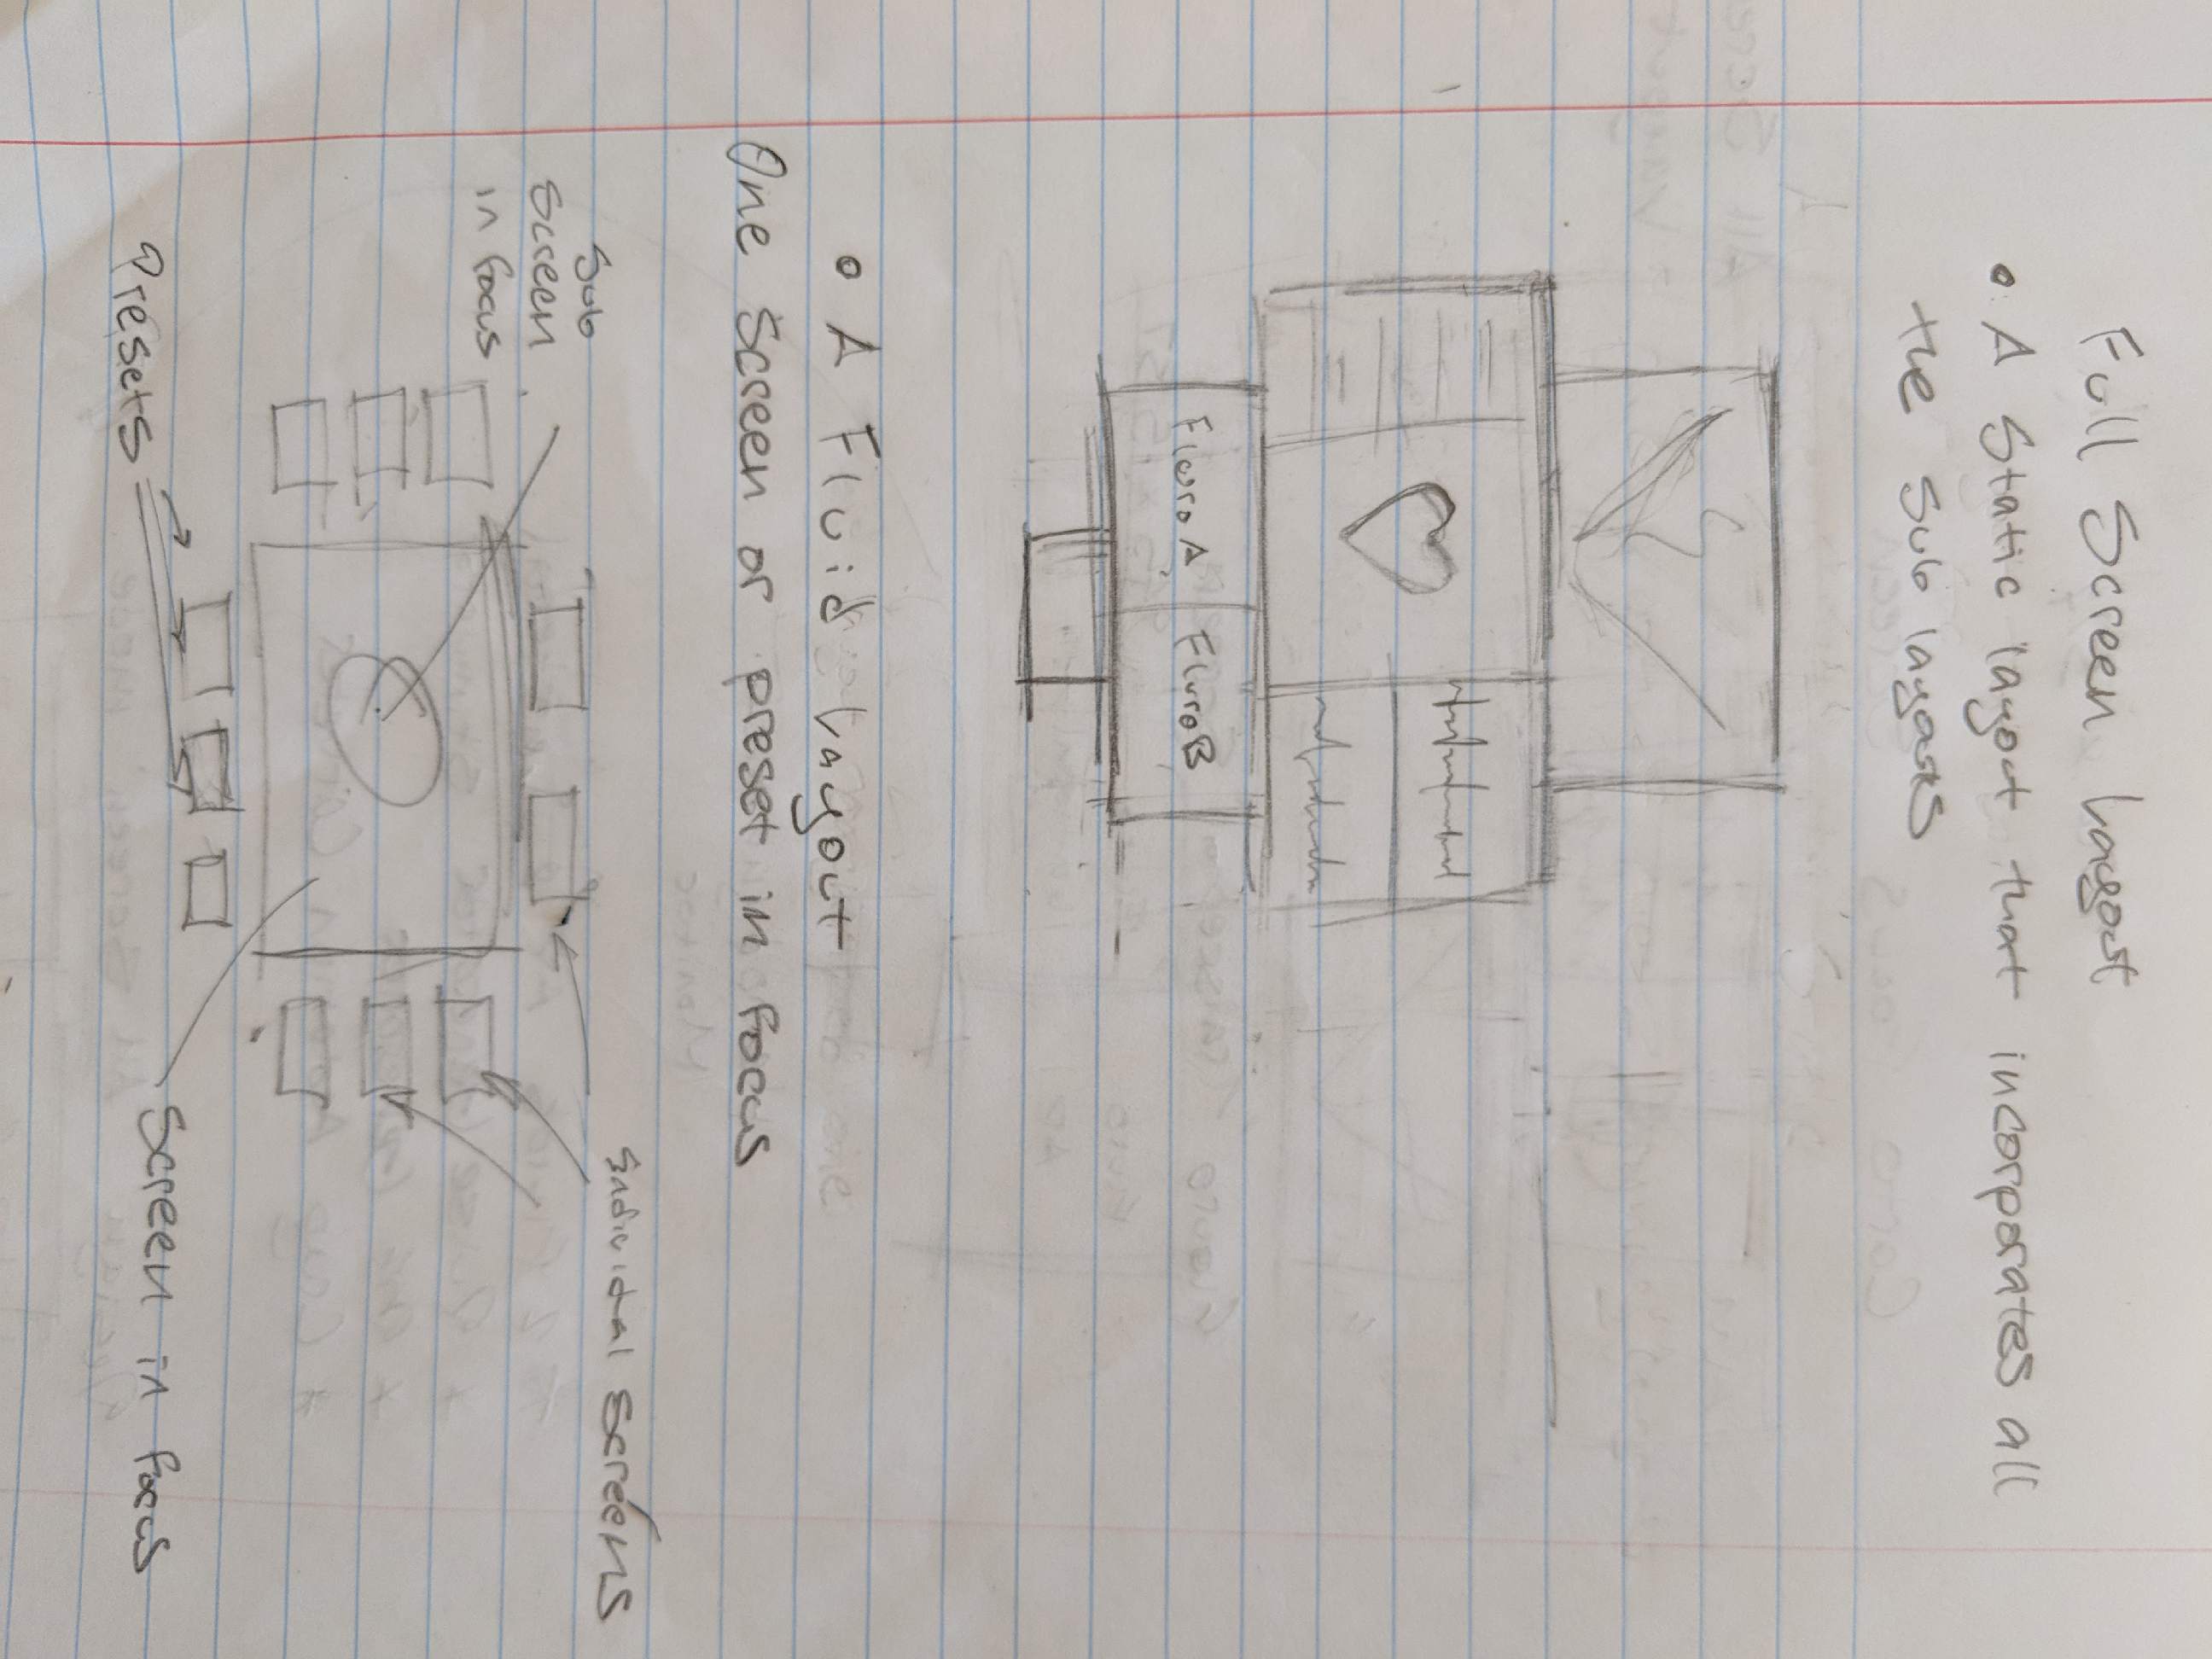 Full Screen Layout
• A Static layout that incorporates all
the sub layouts
Fluro A
Fluro B
• A Fluid Layout
One Screen or preset in focus
Individual screens
Sub
Screen
in focus
Presets
Screen in focus